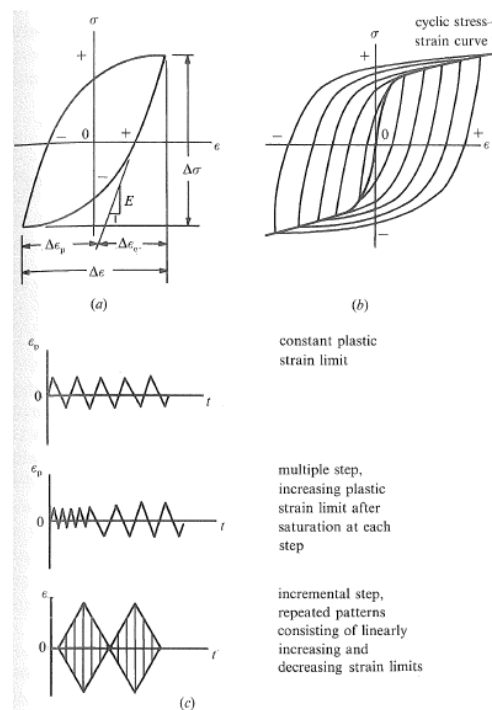 σ
cyclic stress-
strain curve
+
− 0 +
ϵ
−
E
1
Δσ
Δϵp Δϵe
Δϵ
(a)
σ
+
− 0 +
ϵ
−
(b)
ϵp
0
t
constant plastic
strain limit
ϵp
0
t
multiple step,
increasing plastic
strain limit after
saturation at each
step
ϵ
0
t
incremental step,
repeated patterns
consisting of linearly
increasing and
decreasing strain limits
(c)